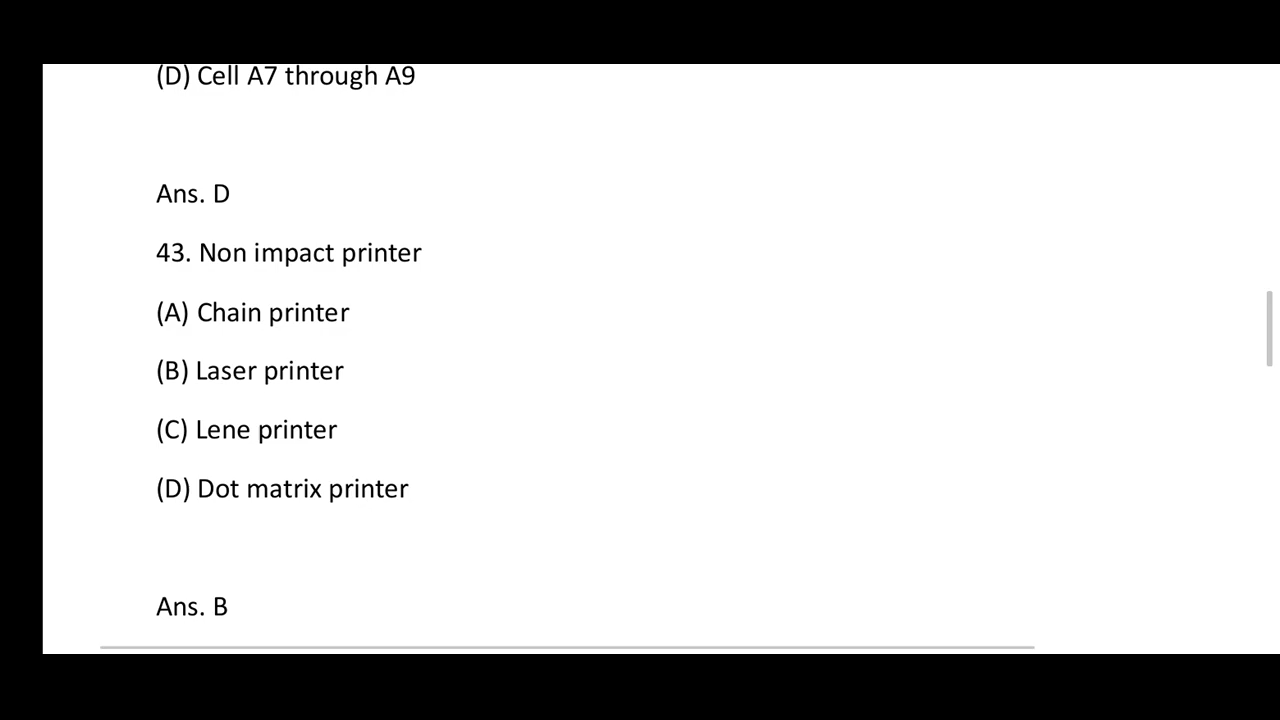 (D) Cell A7 through A9
Ans. D
43. Non impact printer
(A) Chain printer
(B) Laser printer
(C) Lene printer
(D) Dot matrix printer
Ans. B